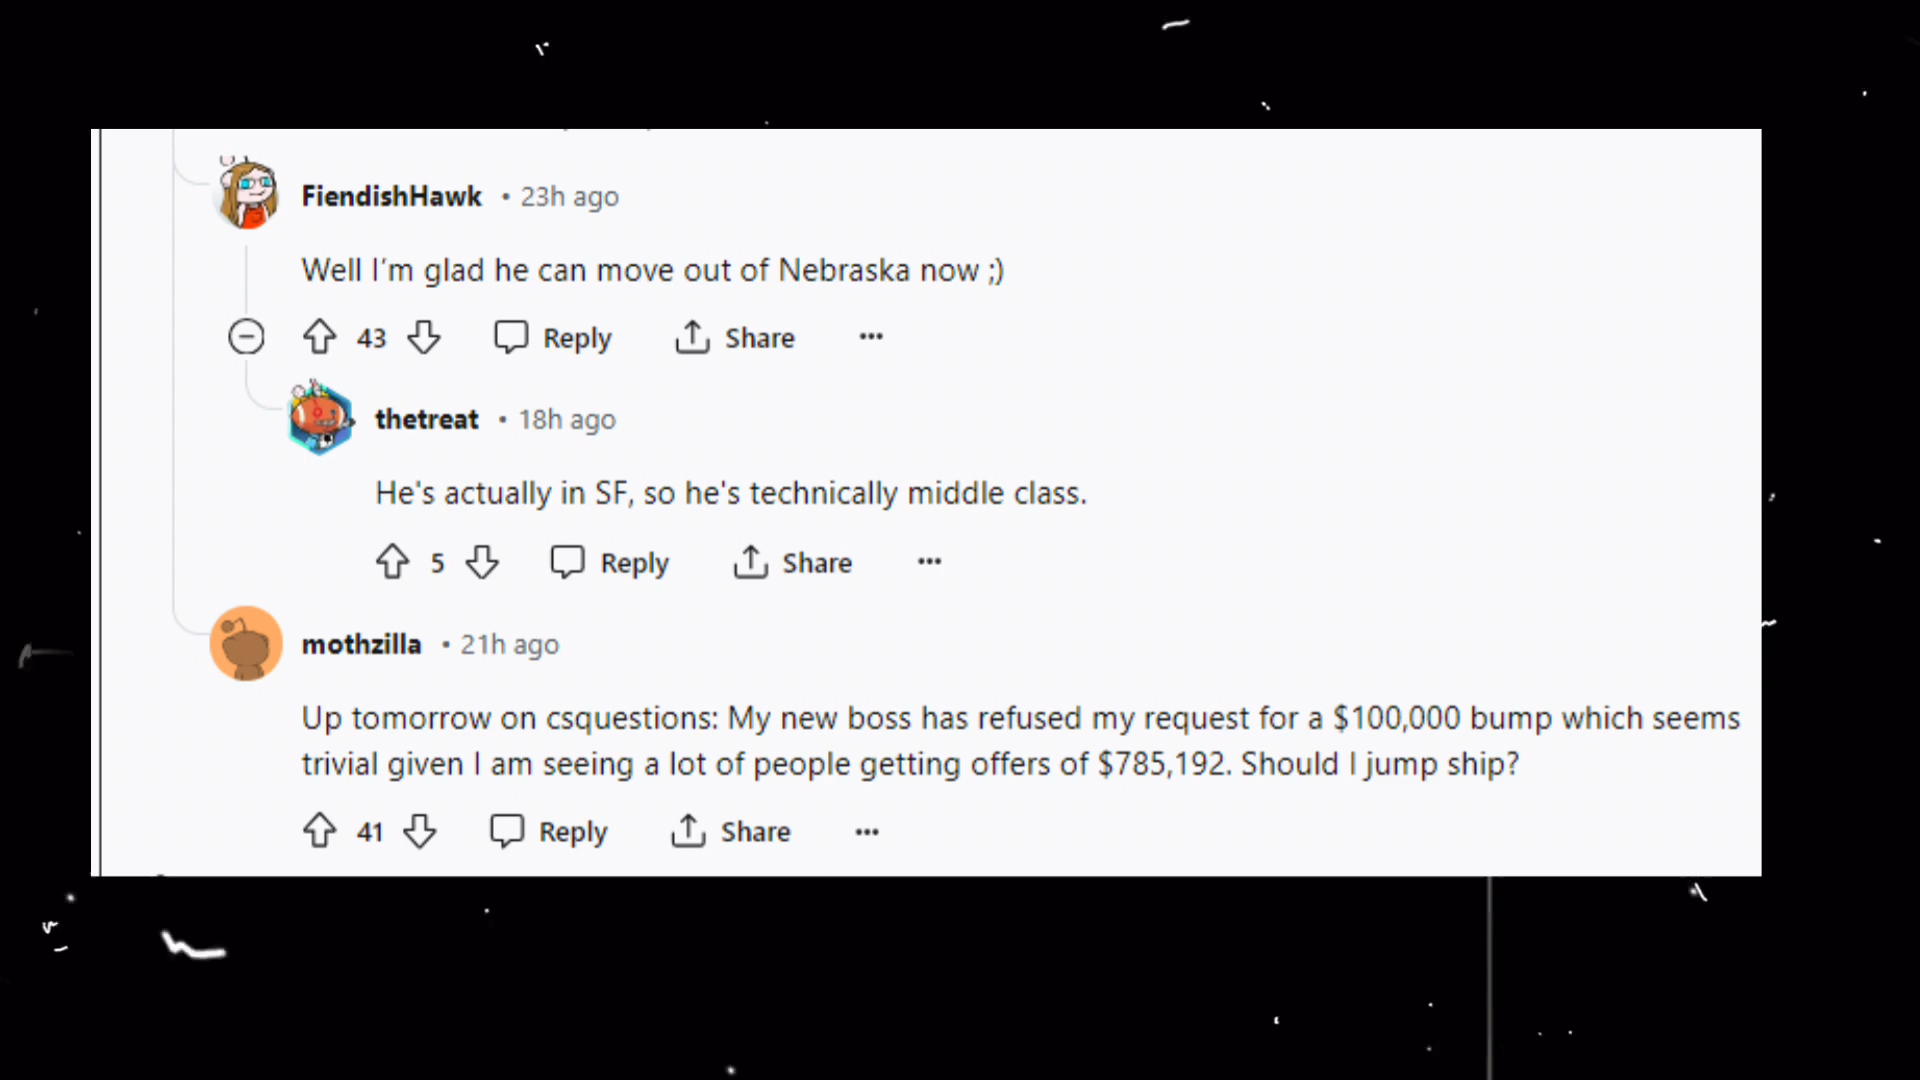 FiendishHawk • 23h ago
Well I'm glad he can move out of Nebraska now ;)
43 Reply Share ...
thetreat • 18h ago
He's actually in SF, so he's technically middle class.
5 Reply Share ...
mothzilla • 21h ago
Up tomorrow on csquestions: My new boss has refused my request for a $100,000 bump which seems
trivial given I am seeing a lot of people getting offers of $785,192. Should I jump ship?
41 Reply Share ...